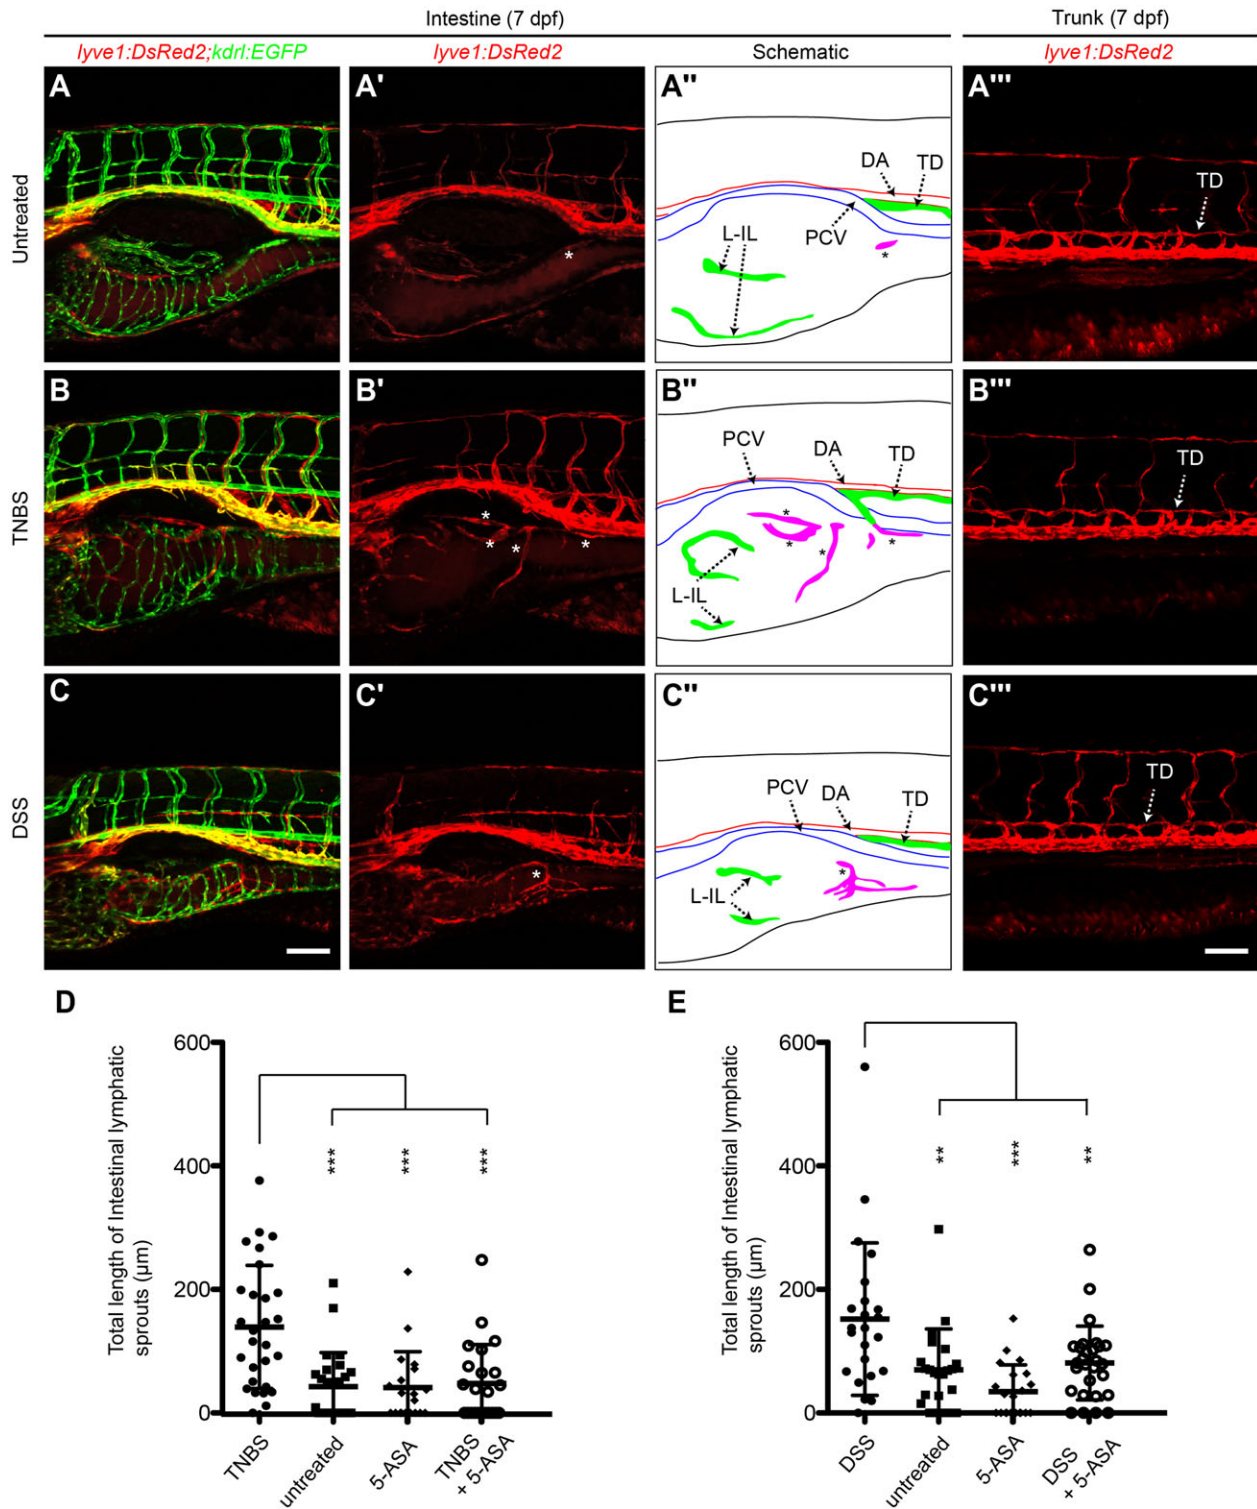 Intestine (7 dpf)
Trunk (7 dpf)
lyve1:DsRed2;kdrl:EGFP
lyve1:DsRed2
Schematic
lyve1:DsRed2
Untreated
A
A'
*
A''
DA
TD
L-IL
PCV
*
A'''
TD
TNBS
B
B'
*
*
*
*
B''
PCV
DA
TD
*
*
*
*
L-IL
B'''
TD
DSS
C
C'
*
C''
PCV
DA
TD
*
L-IL
C'''
TD
D
Total length of Intestinal lymphatic
sprouts (μm)
600
400
200
0
***
***
***
TNBS
untreated
5-ASA
TNBS
+ 5-ASA
E
Total length of Intestinal lymphatic
sprouts (μm)
600
400
200
0
**
***
**
DSS
untreated
5-ASA
DSS
+ 5-ASA